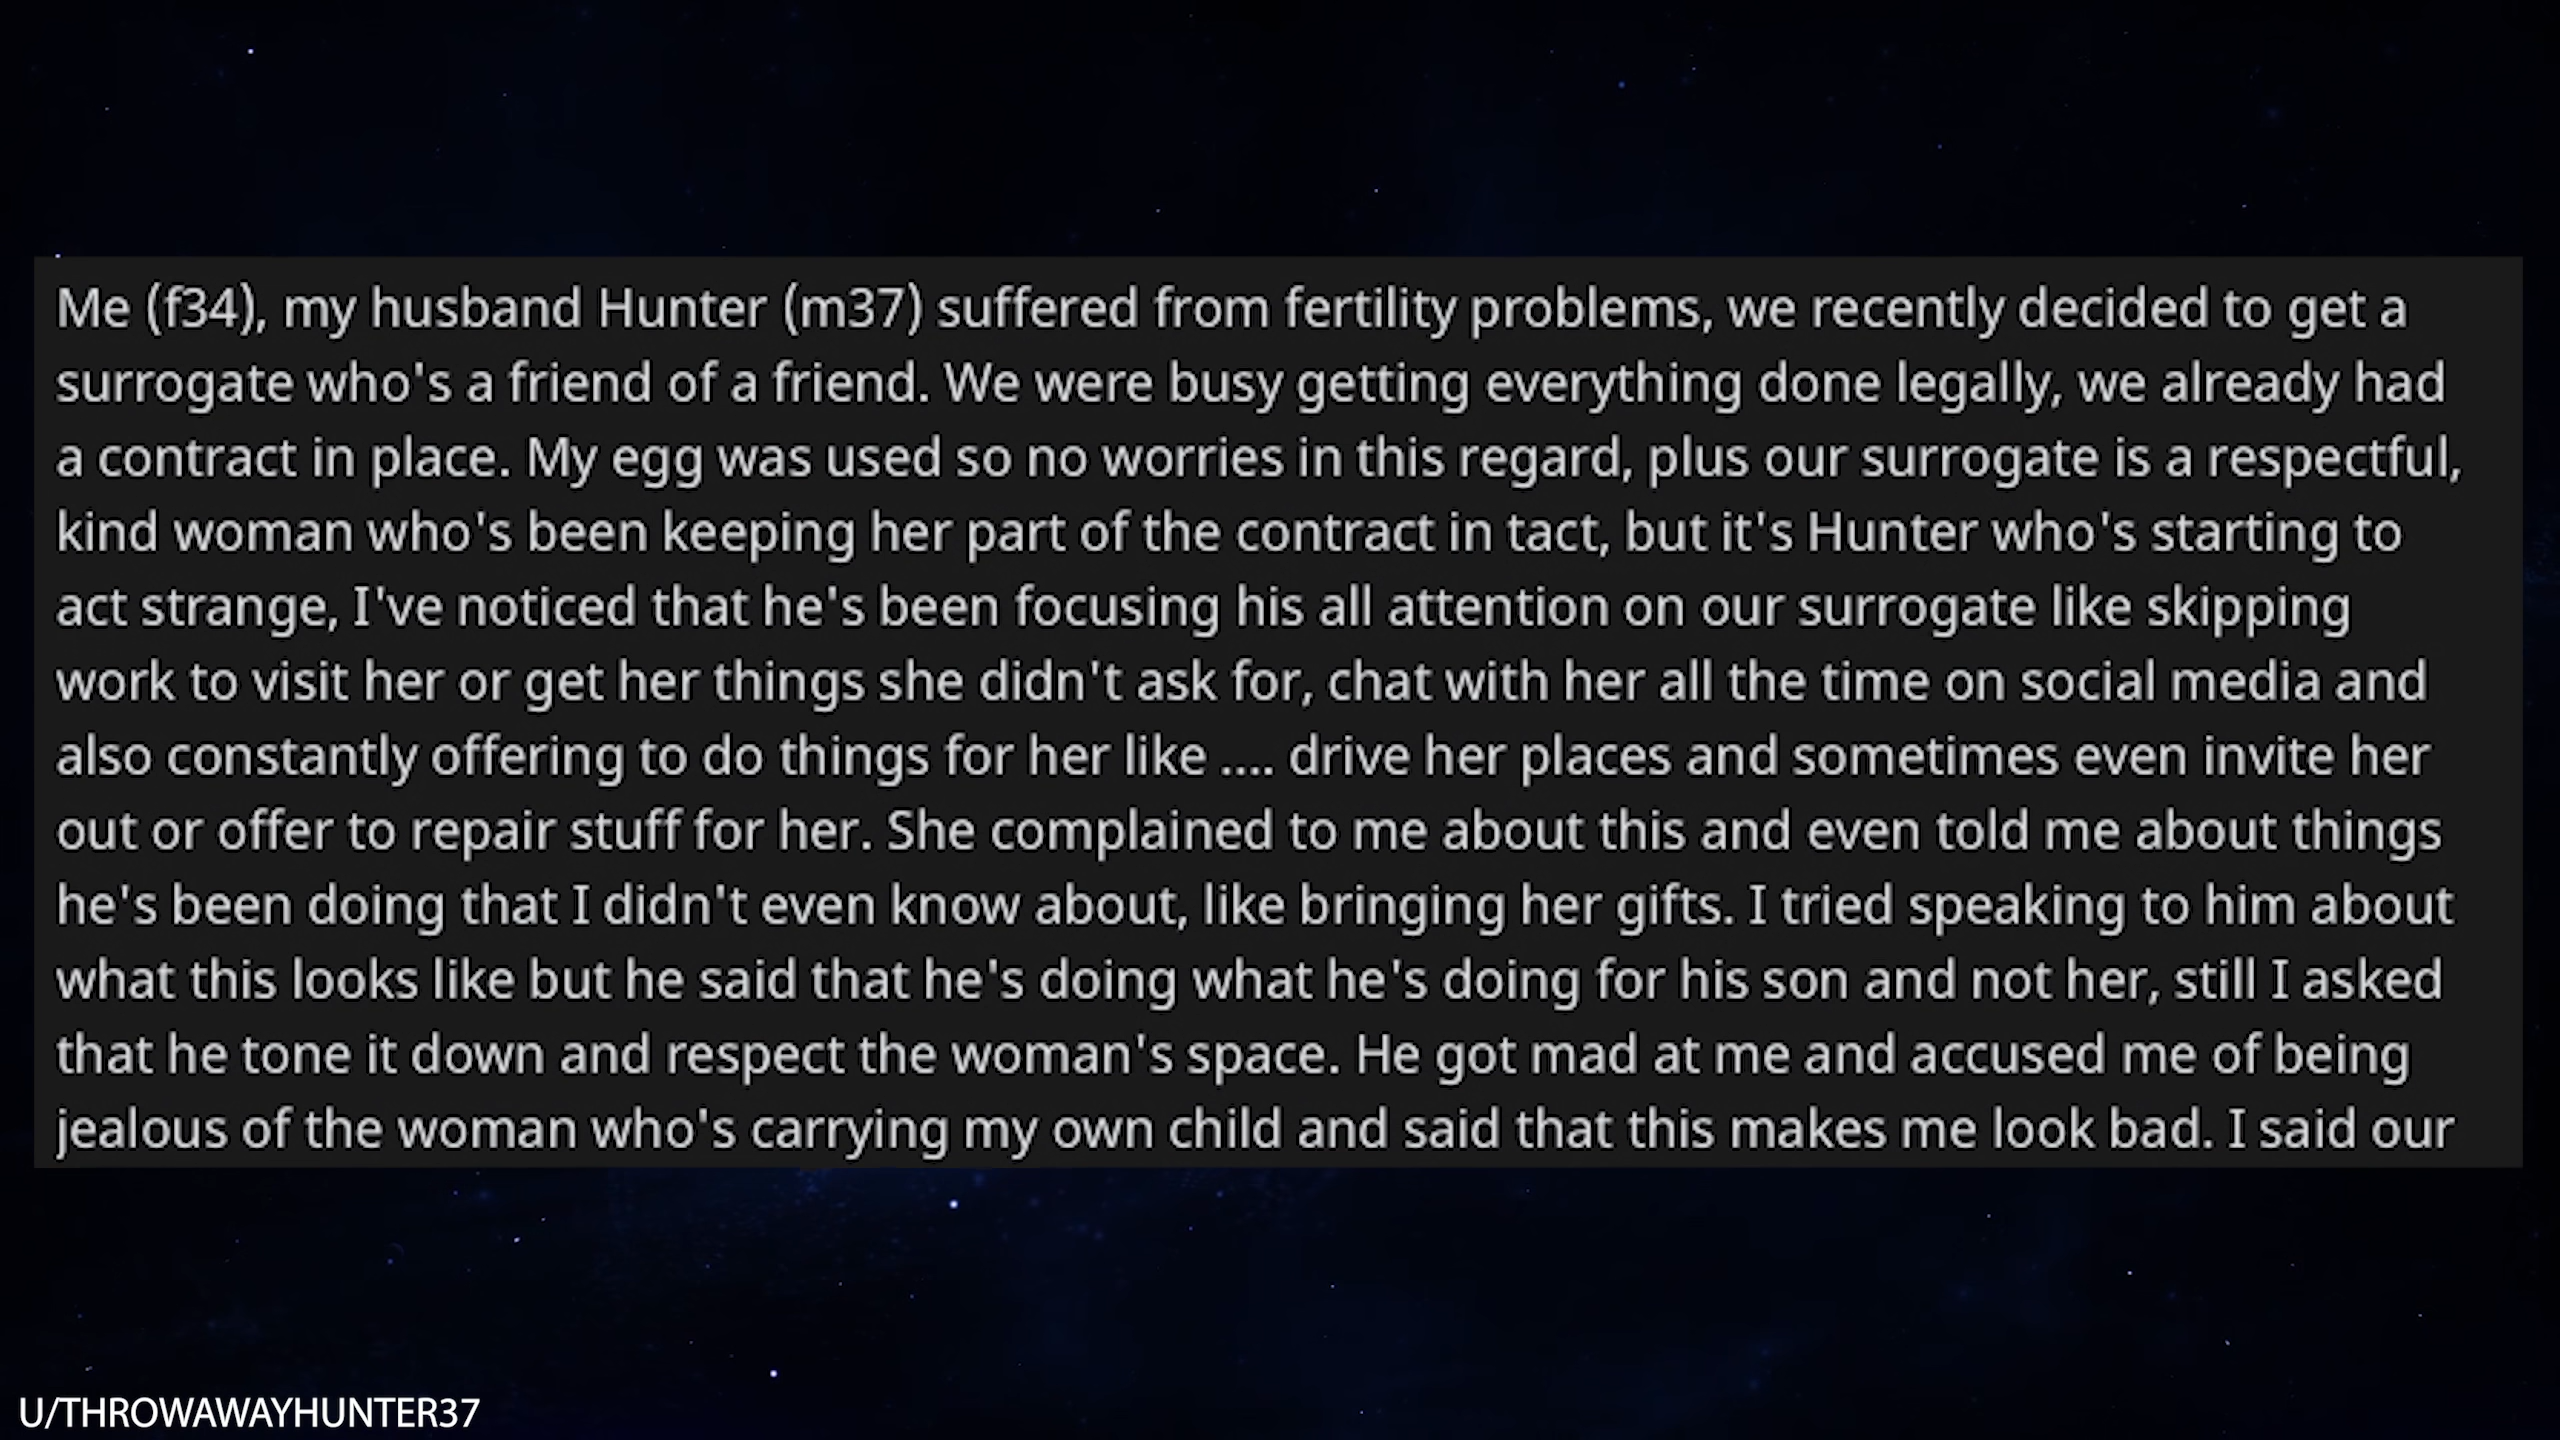 Me (f34), my husband Hunter (m37) suffered from fertility problems, we recently decided to get a
surrogate who's a friend of a friend. We were busy getting everything done legally, we already had
a contract in place. My egg was used so no worries in this regard, plus our surrogate is a respectful,
kind woman who's been keeping her part of the contract in tact, but it's Hunter who's starting to
act strange, I've noticed that he's been focusing his all attention on our surrogate like skipping
work to visit her or get her things she didn't ask for, chat with her all the time on social media and
also constantly offering to do things for her like .... drive her places and sometimes even invite her
out or offer to repair stuff for her. She complained to me about this and even told me about things
he's been doing that I didn't even know about, like bringing her gifts. I tried speaking to him about
what this looks like but he said that he's doing what he's doing for his son and not her, still I asked
that he tone it down and respect the woman's space. He got mad at me and accused me of being
jealous of the woman who's carrying my own child and said that this makes me look bad. I said our
U/THROWAWAYHUNTER37